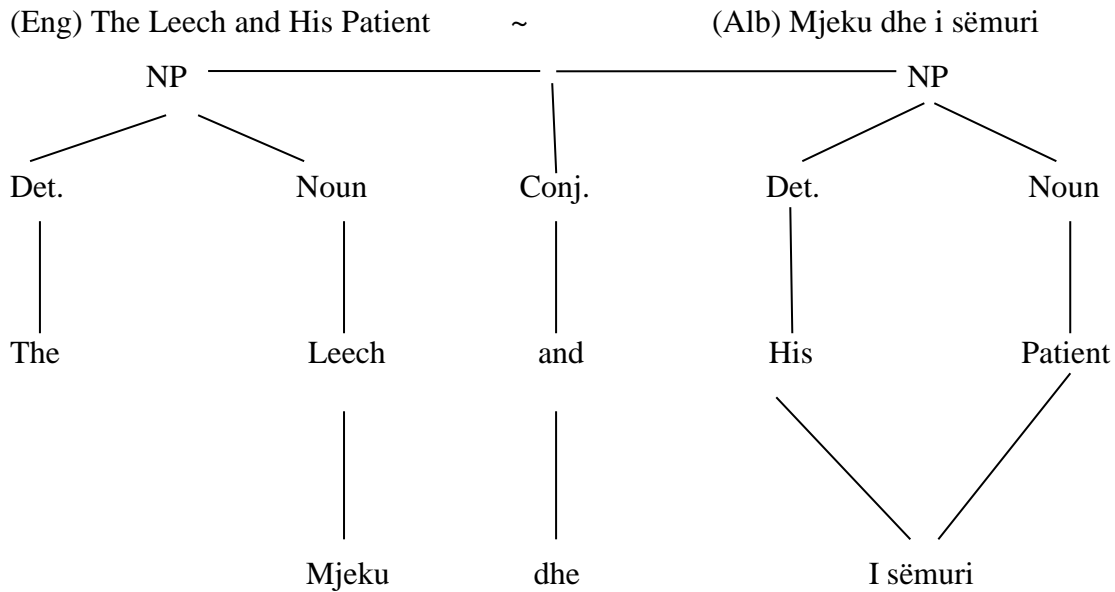 (Eng) The Leech and His Patient ~ (Alb) Mjeku dhe i sëmuri
NP NP
Det. Noun Conj. Det. Noun
The Leech and His Patient
Mjeku dhe I sëmuri